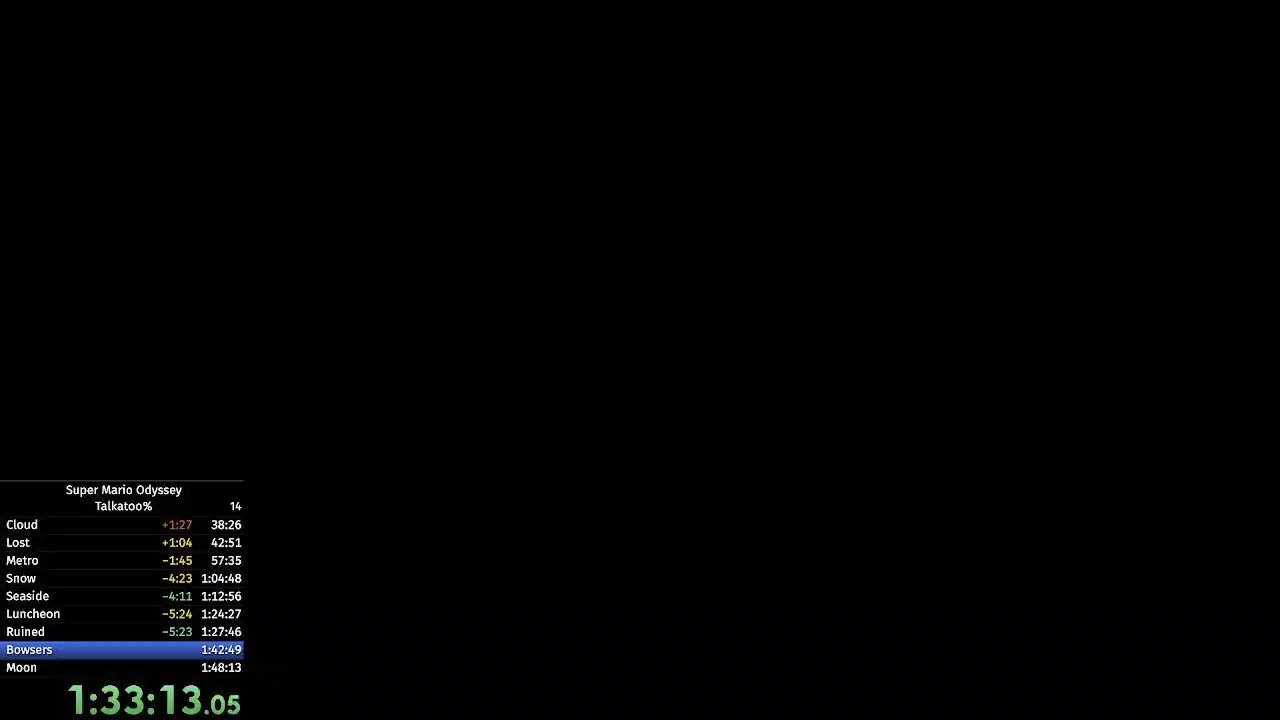 Super Mario Odyssey
Talkatoo% 14
Cloud +1:27 38:26
Lost +1:04 42:51
Metro −1:45 57:35
Snow −4:23 1:04:48
Seaside −4:11 1:12:56
Luncheon −5:24 1:24:27
Ruined −5:23 1:27:46
Bowsers 1:42:49
Moon 1:48:13
1:33:13.05